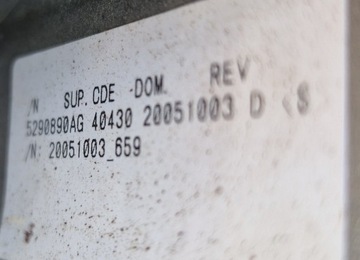 /N SUP. CDE -DOM. REV
5290890AG 40430 20051003 D S
/N: 20051003_659